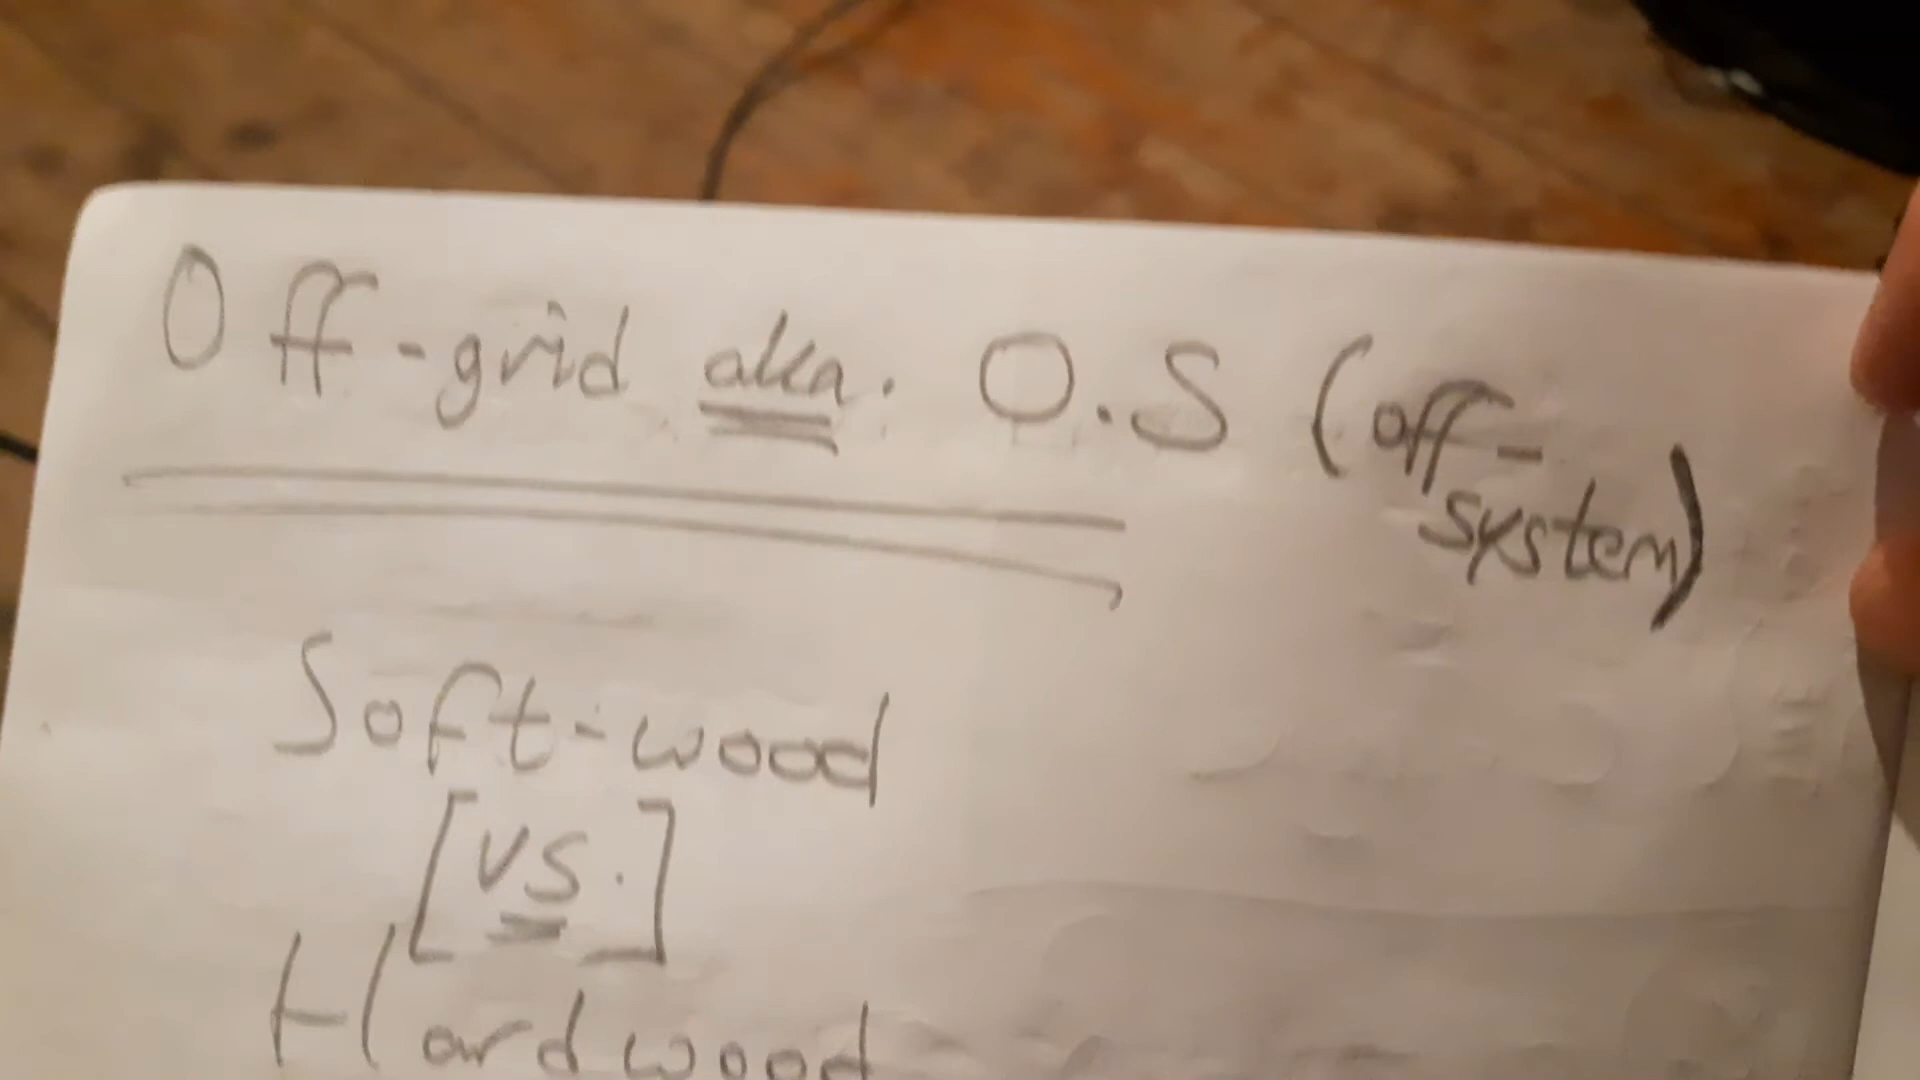 Off-grid aka. O.S (off-
system)
Soft-wood
[vs.]
Hardwood